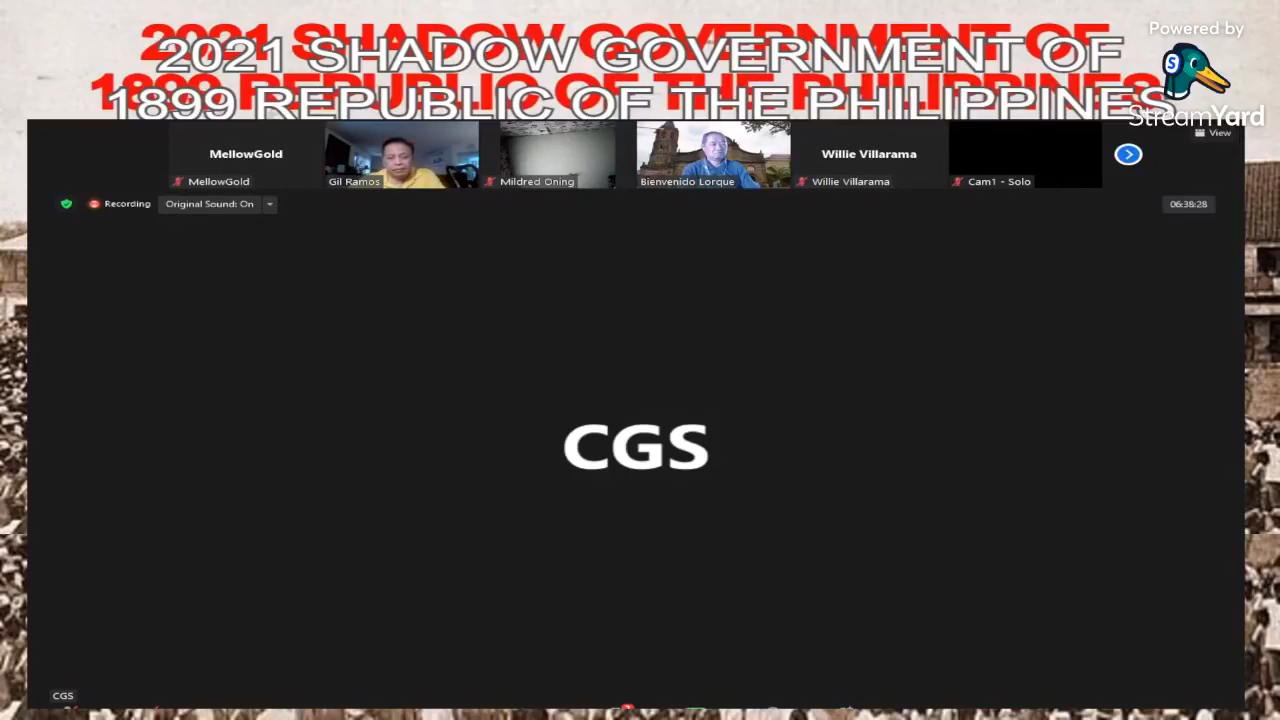 2021 SHADOW GOVERNMENT OF
1899 REPUBLIC OF THE PHILIPPINES
Powered by
StreamYard
View
MellowGold
MellowGold
Gil Ramos
Mildred Oning
Bienvenido Lorque
Willie Villarama
Willie Villarama
Cam1 - Solo
Recording
Original Sound: On
06:38:28
CGS
CGS